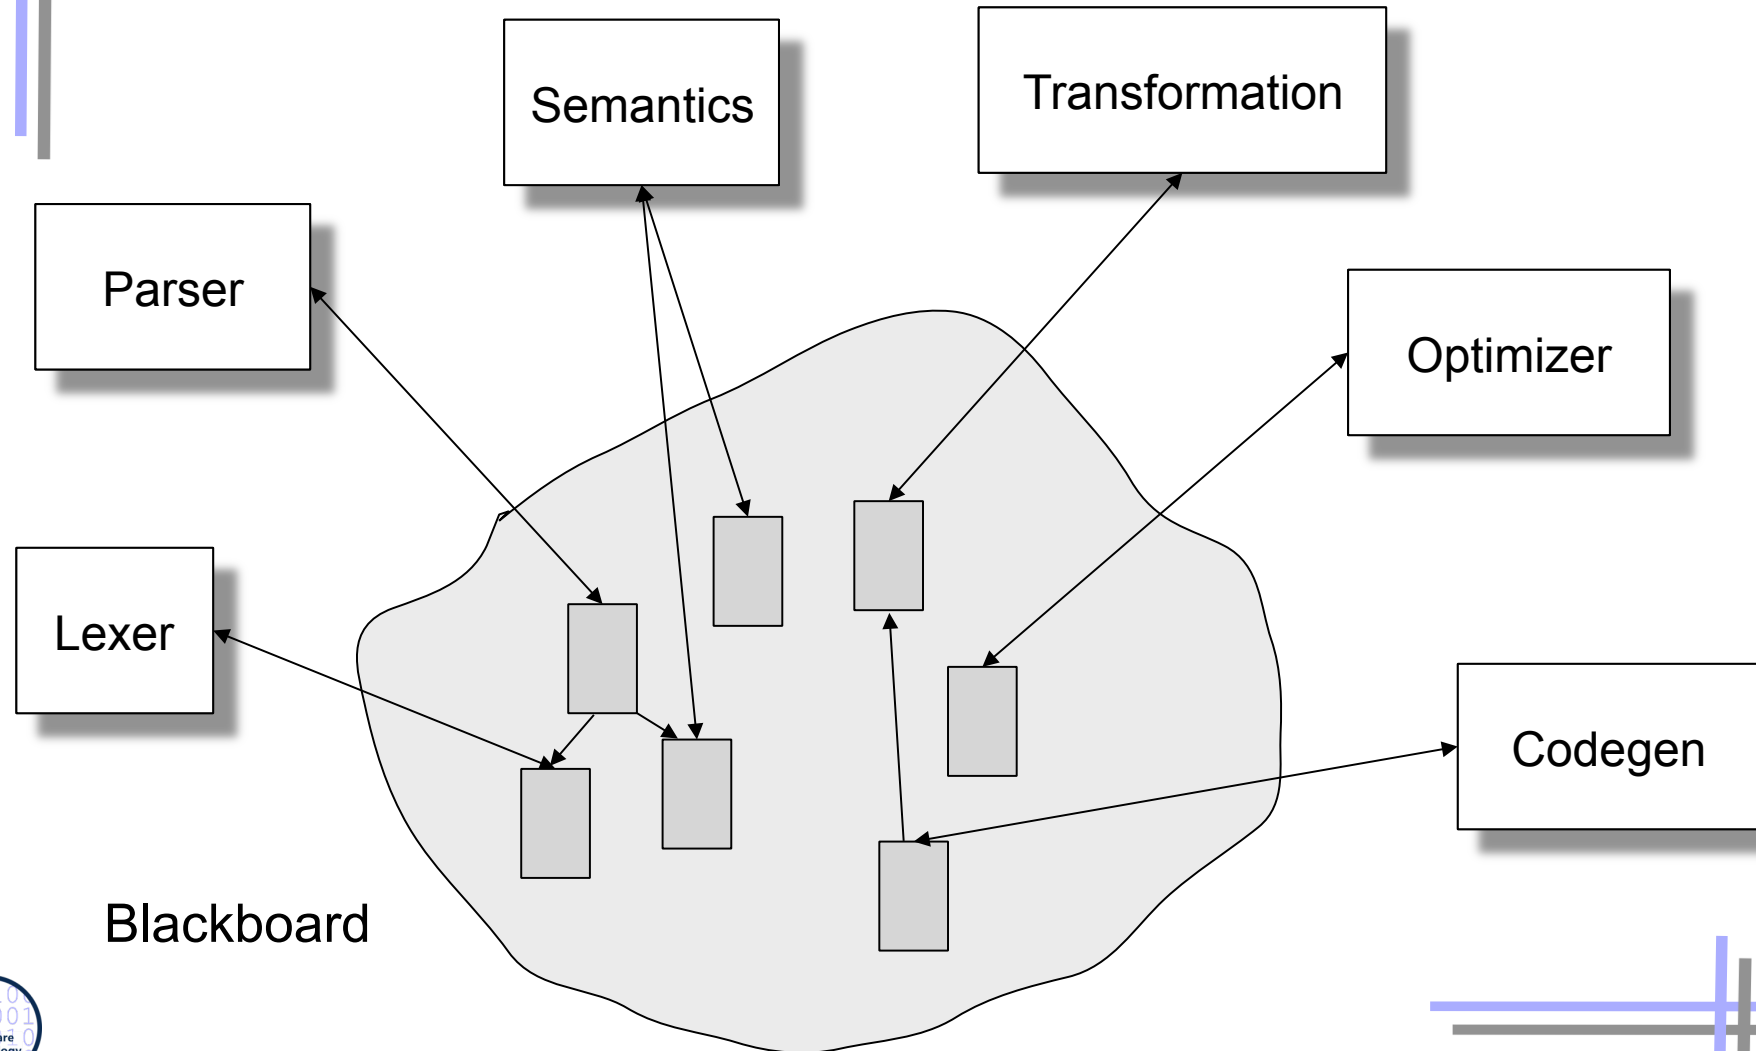 Semantics
Transformation
Parser
Optimizer
Lexer
Codegen
Blackboard